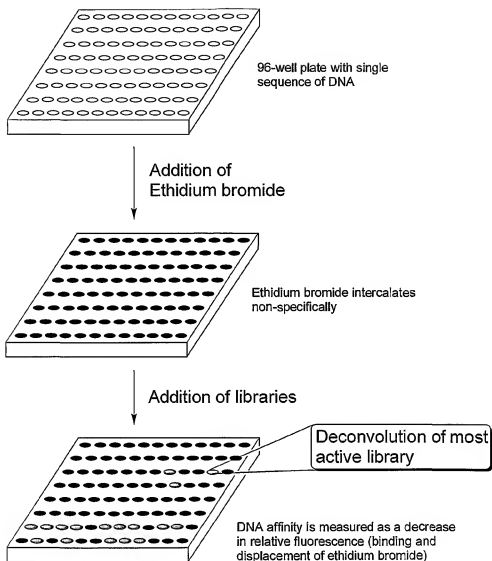 96-well plate with single
sequence of DNA
Addition of
Ethidium bromide
Ethidium bromide intercalates
non-specifically
Addition of libraries
Deconvolution of most
active library
DNA affinity is measured as a decrease
in relative fluorescence (binding and
displacement of ethidium bromide)